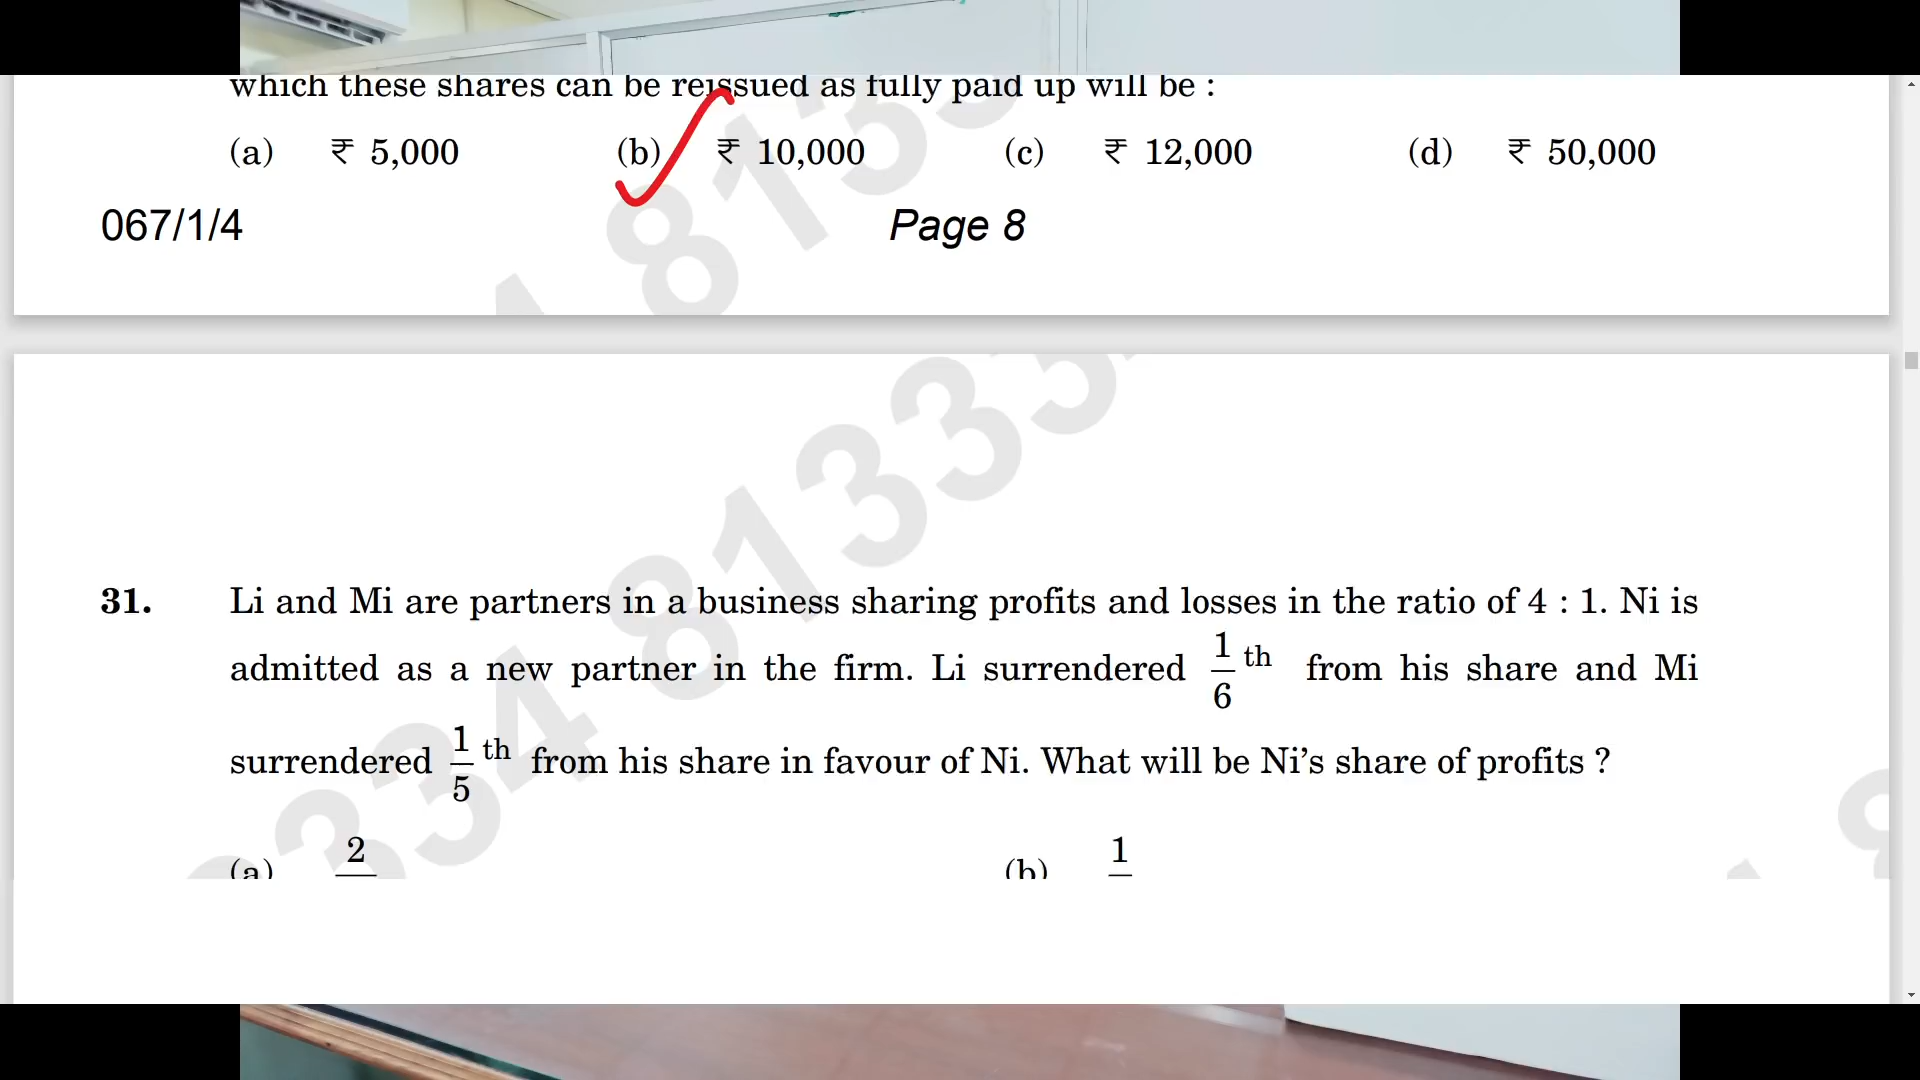 which these shares can be reissued as fully paid up will be :
(a) ₹ 5,000 (b) ₹ 10,000 (c) ₹ 12,000 (d) ₹ 50,000
067/1/4 Page 8
31. Li and Mi are partners in a business sharing profits and losses in the ratio of 4 : 1. Ni is
admitted as a new partner in the firm. Li surrendered 1/6 th from his share and Mi
surrendered 1/5 th from his share in favour of Ni. What will be Ni’s share of profits ?
(a) 2 (b) 1